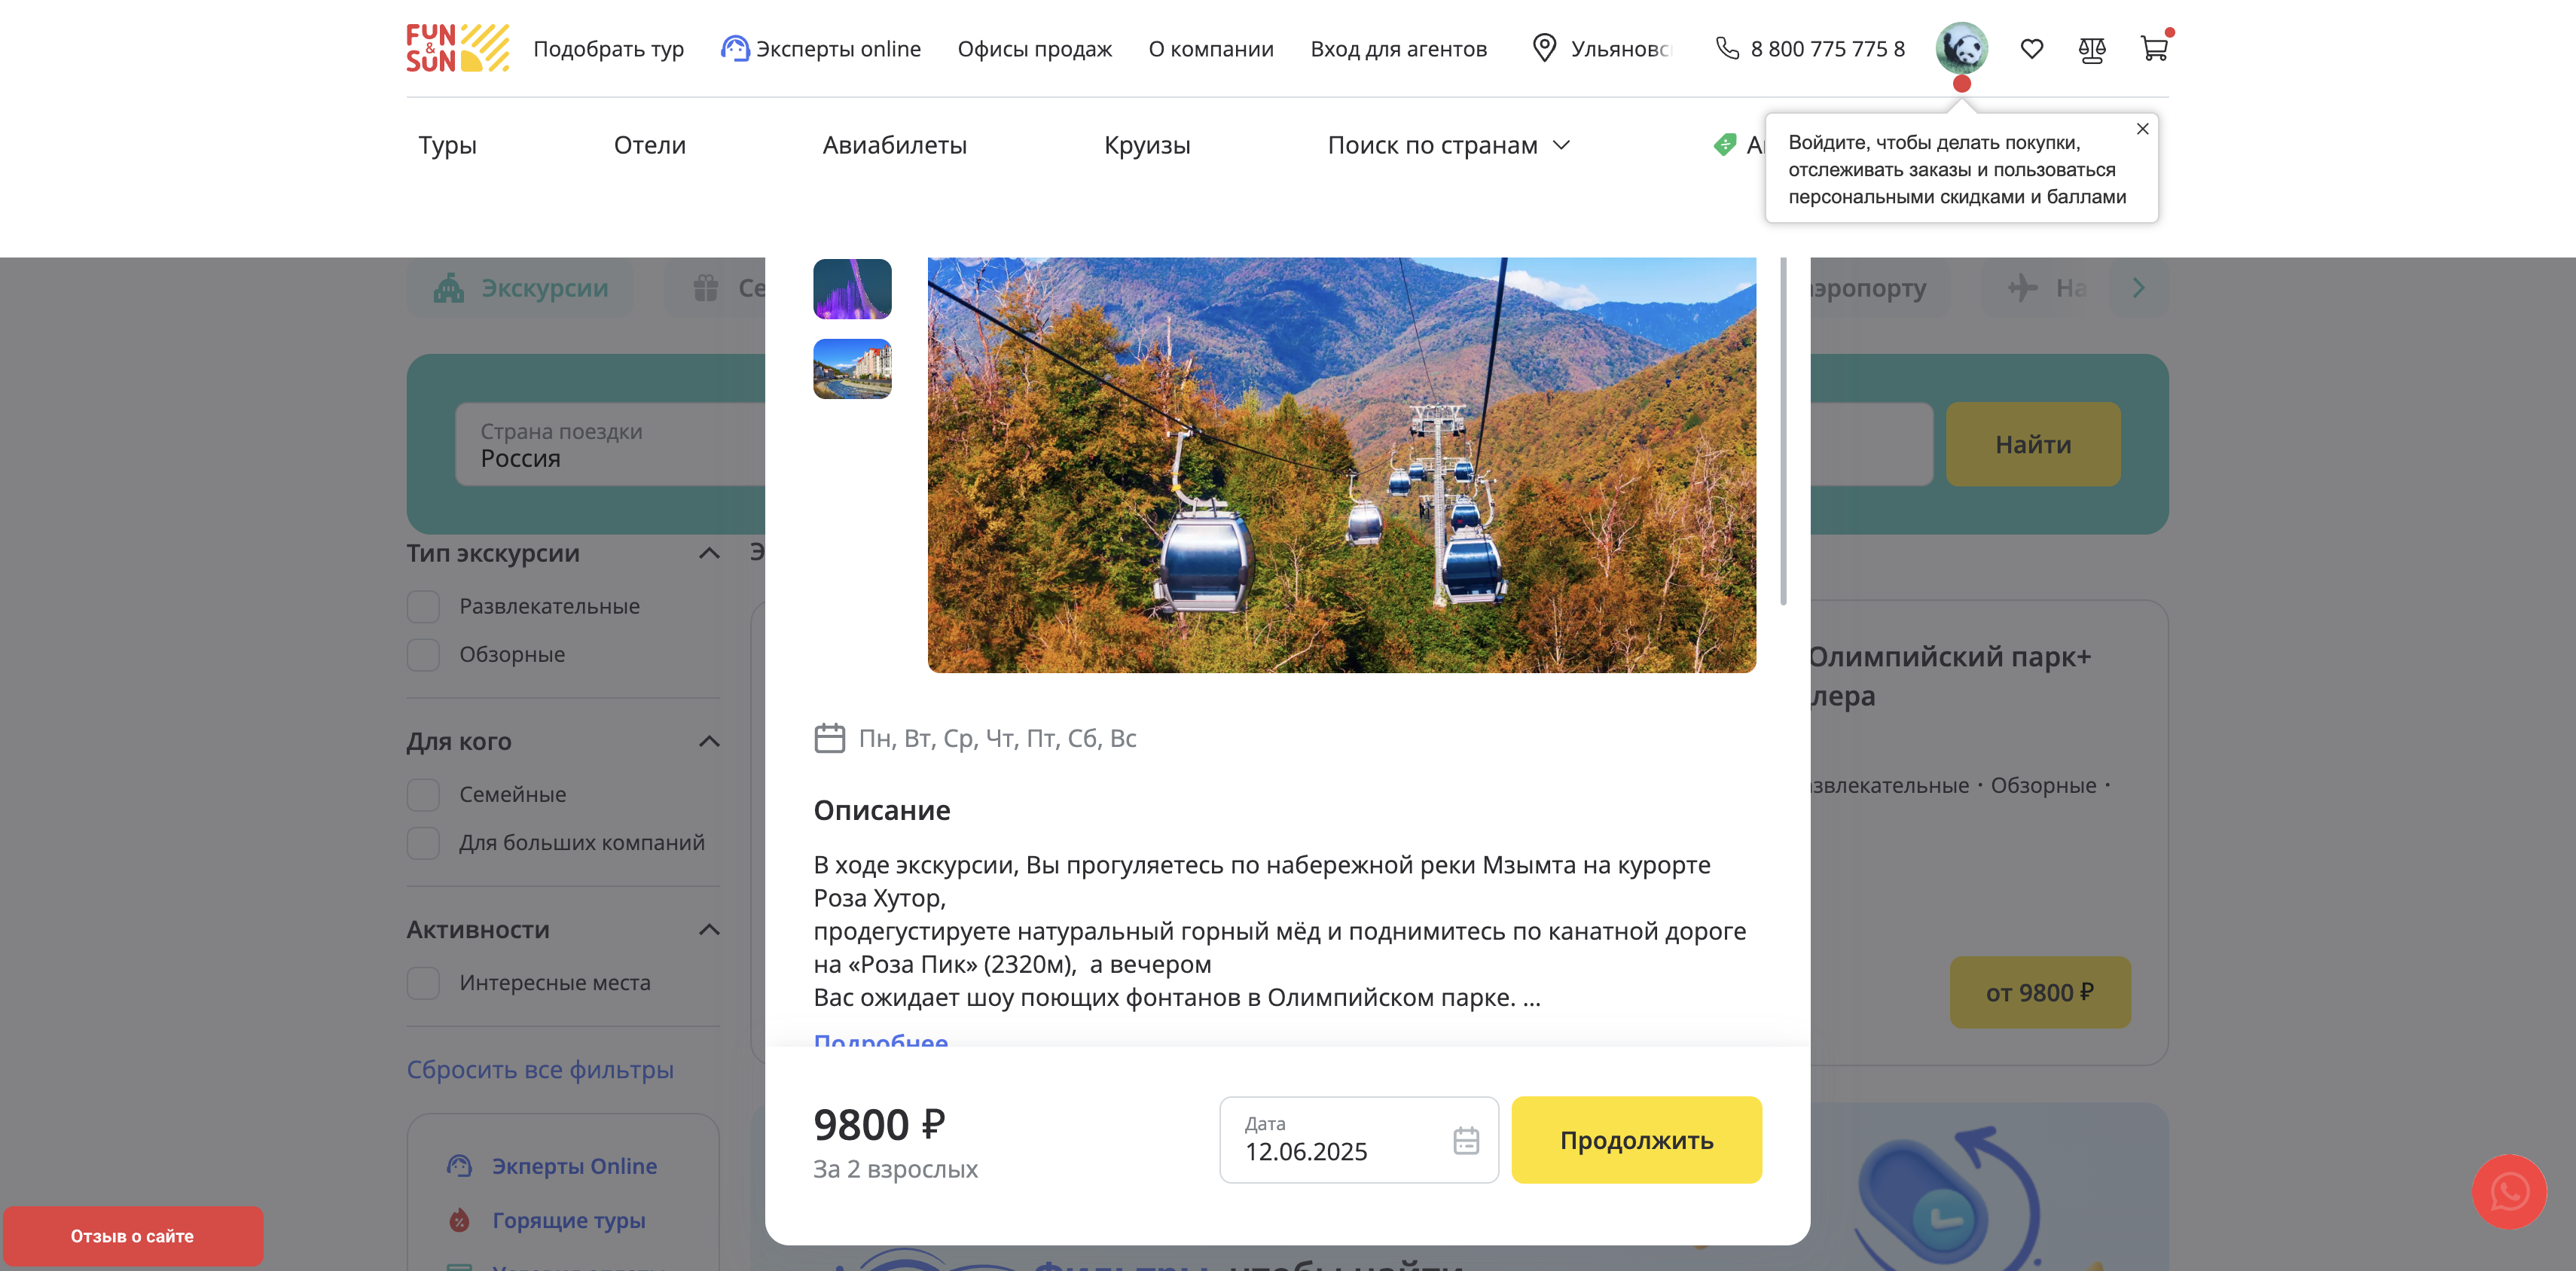 FUN & SUN
Подобрать тур
Эксперты online
Офисы продаж
О компании
Вход для агентов
Ульяновс
8 800 775 775 8
Туры
Отели
Авиабилеты
Круизы
Поиск по странам
Войдите, чтобы делать покупки,
отслеживать заказы и пользоваться
персональными скидками и баллами
Экскурсии
Се
аэропорту
На
Страна поездки
Россия
Найти
Тип экскурсии
Э
Развлекательные
Обзорные
Для кого
Семейные
Для больших компаний
Активности
Интересные места
Сбросить все фильтры
Экперты Online
Горящие туры
Отзыв о сайте
Олимпийский парк+
лера
звлекательные · Обзорные ·
от 9800 ₽
Пн, Вт, Ср, Чт, Пт, Сб, Вс
Описание
В ходе экскурсии, Вы прогуляетесь по набережной реки Мзымта на курорте
Роза Хутор,
продегустируете натуральный горный мёд и поднимитесь по канатной дороге
на «Роза Пик» (2320м), а вечером
Вас ожидает шоу поющих фонтанов в Олимпийском парке. ...
Подробнее
9800 ₽
За 2 взрослых
Дата
12.06.2025
Продолжить